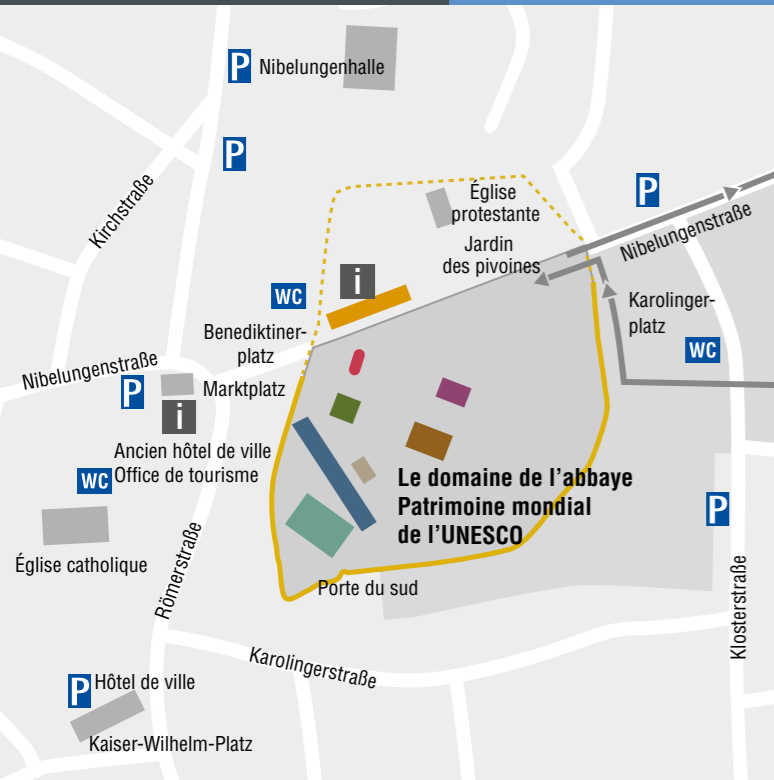 P Nibelungenhalle
P
Kirchstraße
Église
protestante
P
Nibelungenstraße
Jardin
des pivoines
i
WC
Karolinger-
platz
WC
Benediktiner-
platz
Nibelungenstraße
P
Marktplatz
i
Ancien hôtel de ville
Office de tourisme
WC
Le domaine de l'abbaye
Patrimoine mondial
de l'UNESCO
P
Église catholique
Römerstraße
Porte du sud
Klosterstraße
Karolingerstraße
P Hôtel de ville
Kaiser-Wilhelm-Platz